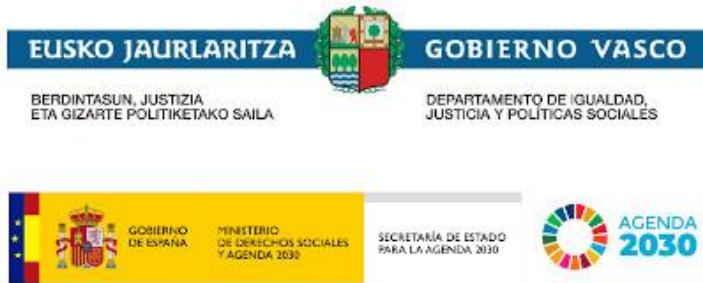 EUSKO JAURLARITZA
GOBIERNO VASCO
BERDINTASUN, JUSTIZIA
ETA GIZARTE POLITIKETAKO SAILA
DEPARTAMENTO DE IGUALDAD,
JUSTICIA Y POLÍTICAS SOCIALES
GOBIERNO
DE ESPAÑA
MINISTERIO
DE DERECHOS SOCIALES
Y AGENDA 2030
SECRETARÍA DE ESTADO
PARA LA AGENDA 2030
AGENDA
2030